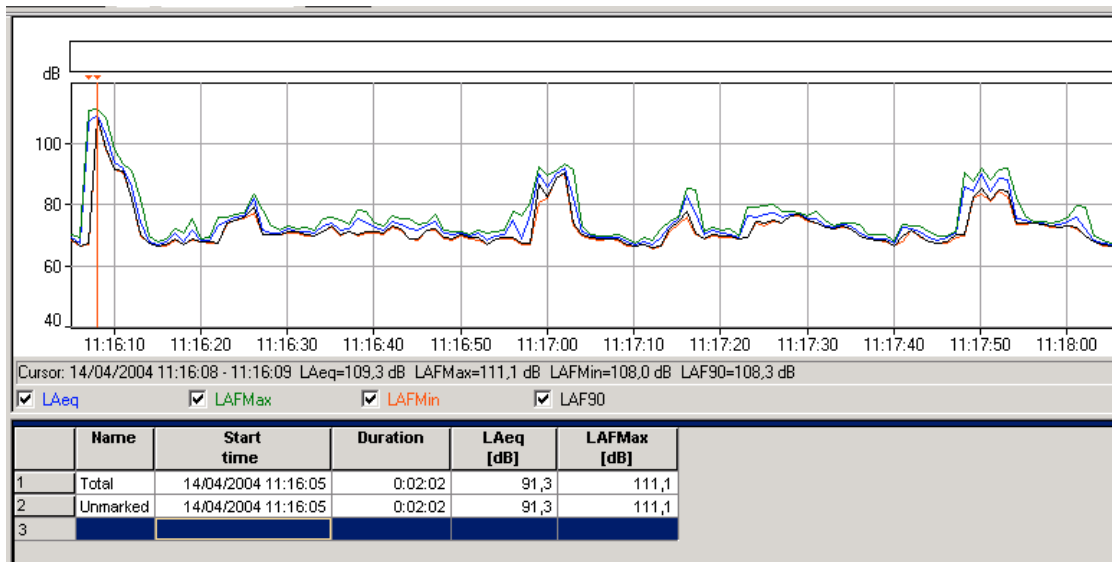 dB
100
80
60
40
11:16:10 11:16:20 11:16:30 11:16:40 11:16:50 11:17:00 11:17:10 11:17:20 11:17:30 11:17:40 11:17:50 11:18:00
Cursor: 14/04/2004 11:16:08 - 11:16:09 LAeq=109,3 dB LAFMax=111,1 dB LAFMin=108,0 dB LAF90=108,3 dB
LAeq LAFMax LAFMin LAF90
Name Start time Duration LAeq [dB] LAFMax [dB]
1 Total 14/04/2004 11:16:05 0:02:02 91,3 111,1
2 Unmarked 14/04/2004 11:16:05 0:02:02 91,3 111,1
3